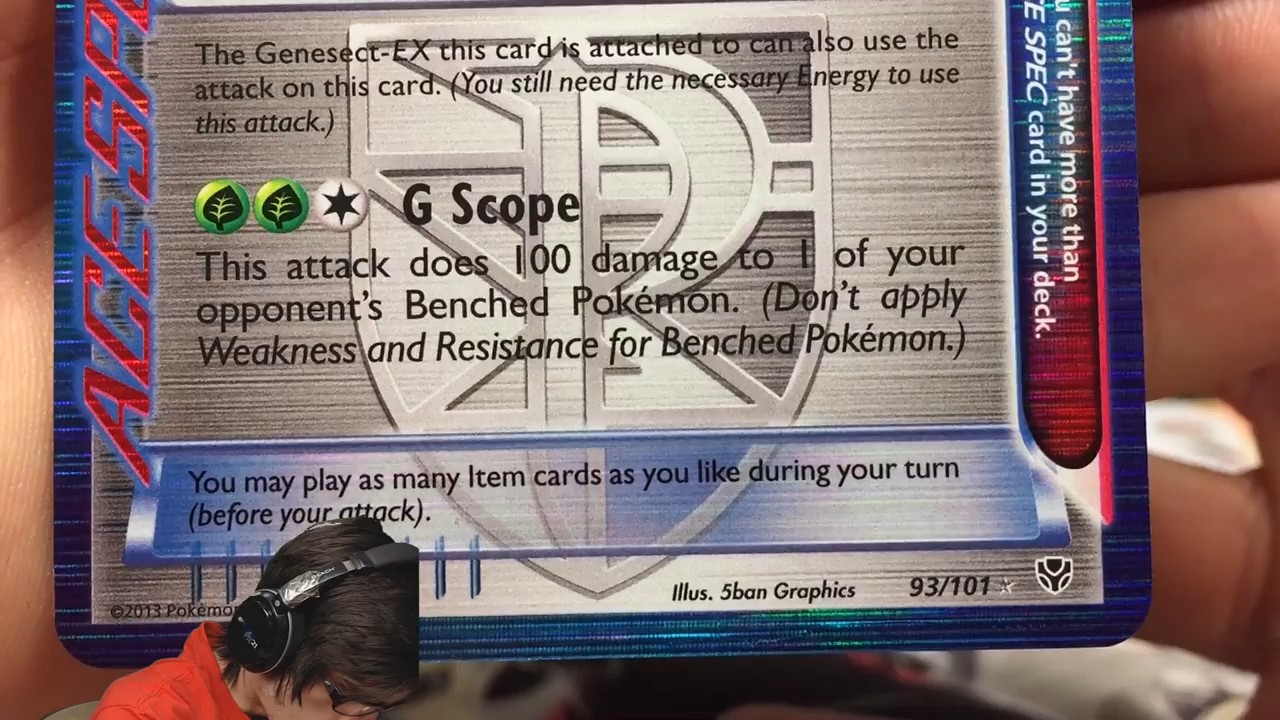 The Genesect-EX this card is attached to can also use the
attack on this card. (You still need the necessary Energy to use
this attack.)
G Scope
This attack does 100 damage to 1 of your
opponent's Benched Pokémon. (Don't apply
Weakness and Resistance for Benched Pokémon.)
You may play as many Item cards as you like during your turn
(before your attack).
Illus. 5ban Graphics 93/101
©2013 Pokémon
ACE SPE
u can't have more than
E SPEC card in your deck.